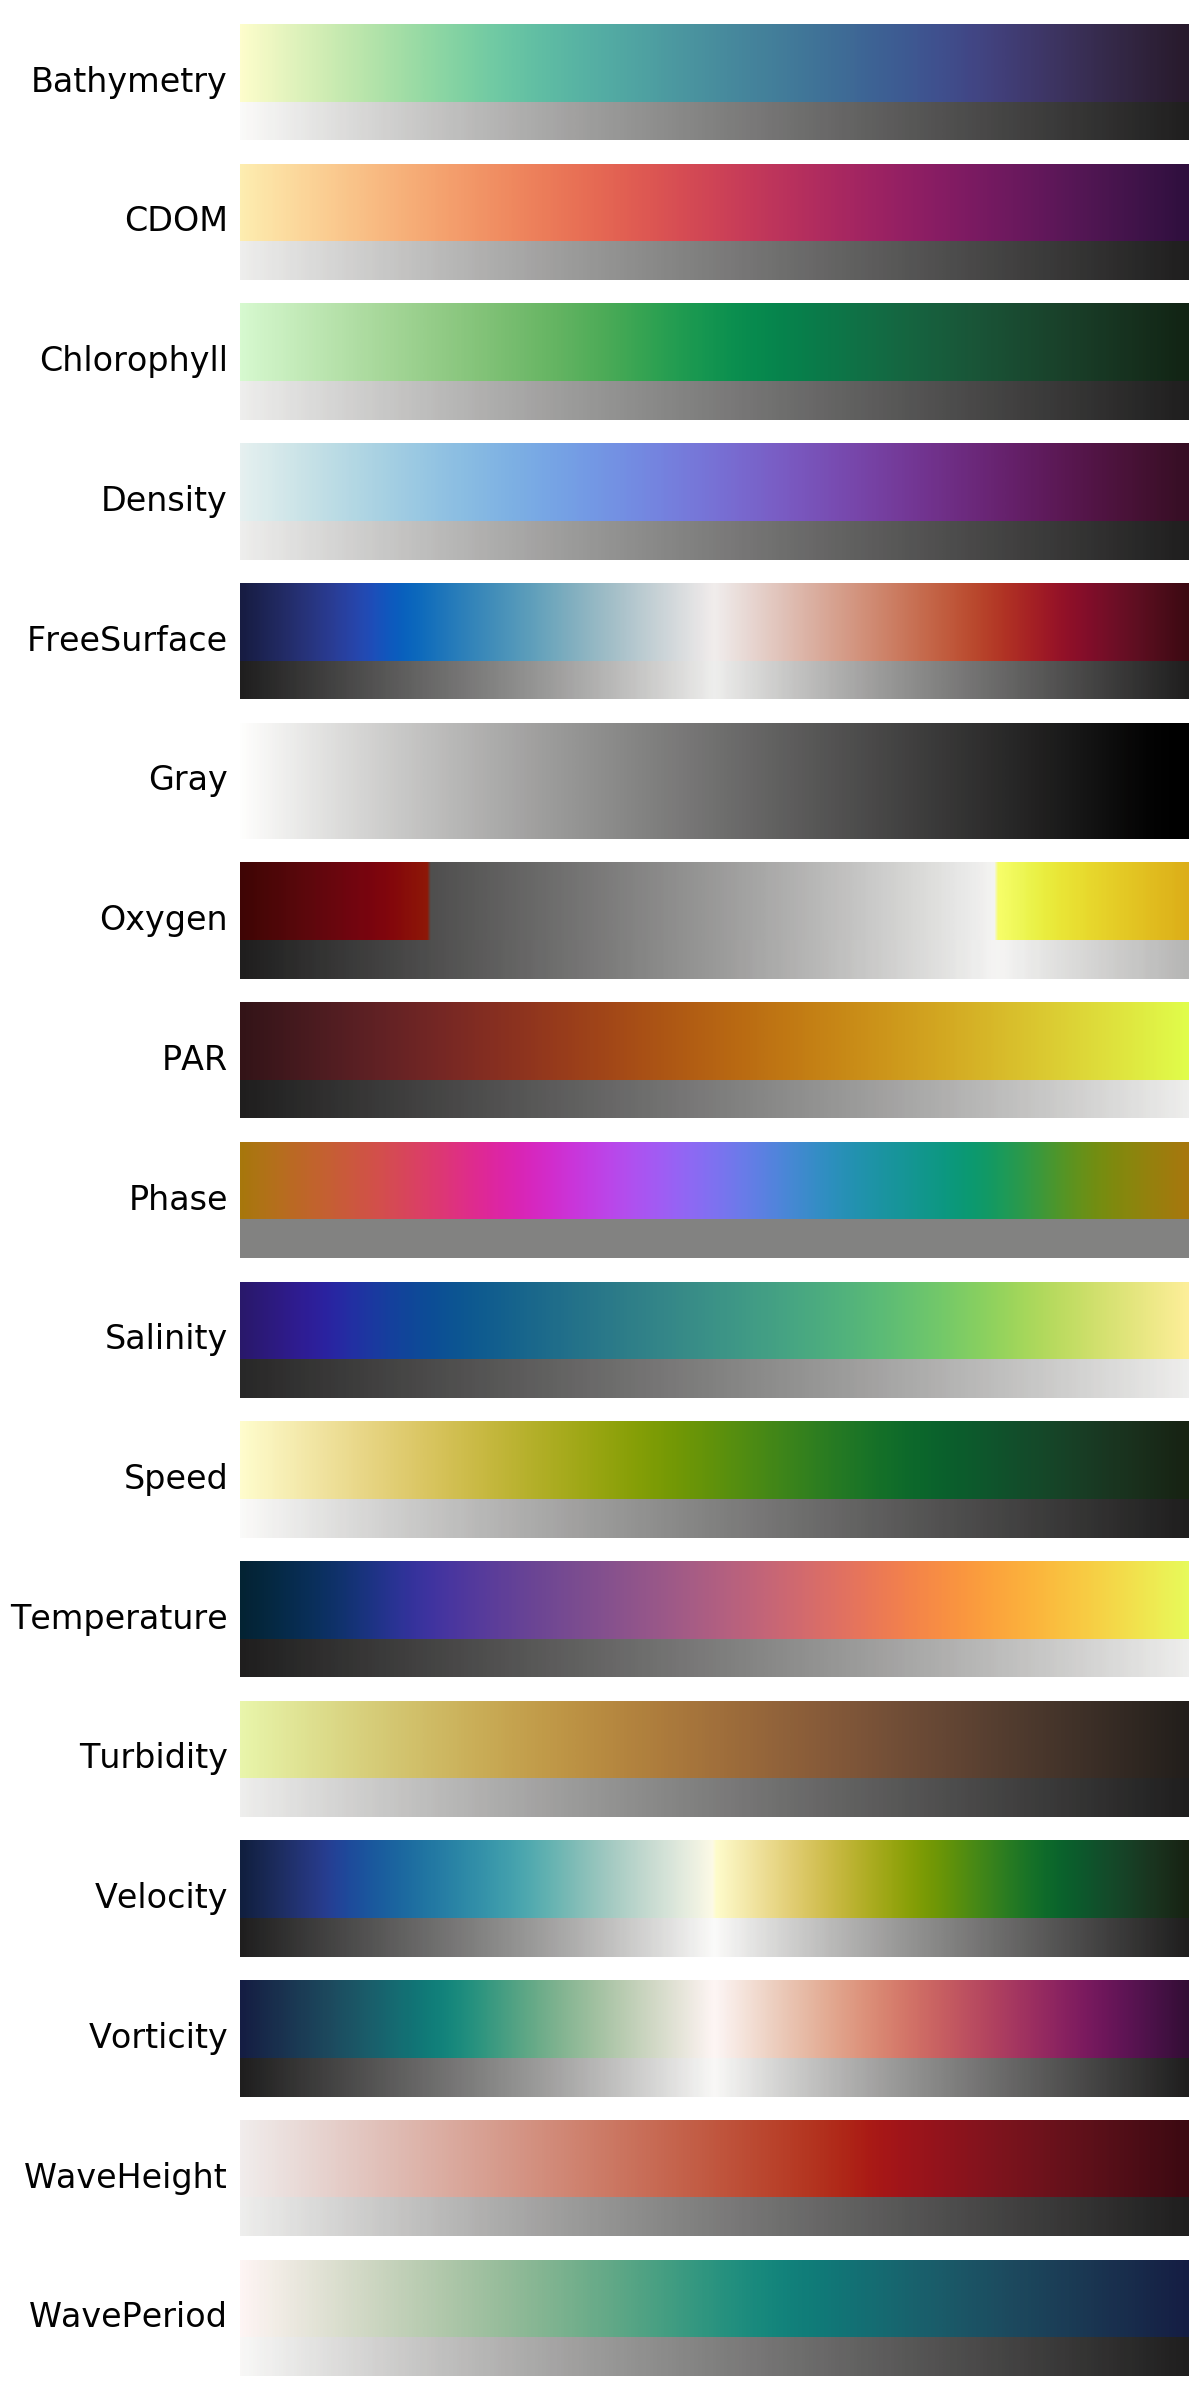 Bathymetry
CDOM
Chlorophyll
Density
FreeSurface
Gray
Oxygen
PAR
Phase
Salinity
Speed
Temperature
Turbidity
Velocity
Vorticity
WaveHeight
WavePeriod